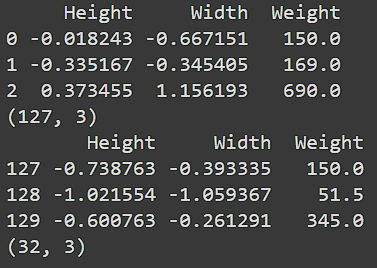 Height Width Weight
0 -0.018243 -0.667151 150.0
1 -0.335167 -0.345405 169.0
2 0.373455 1.156193 690.0
(127, 3)
Height Width Weight
127 -0.738763 -0.393335 150.0
128 -1.021554 -1.059367 51.5
129 -0.600763 -0.261291 345.0
(32, 3)